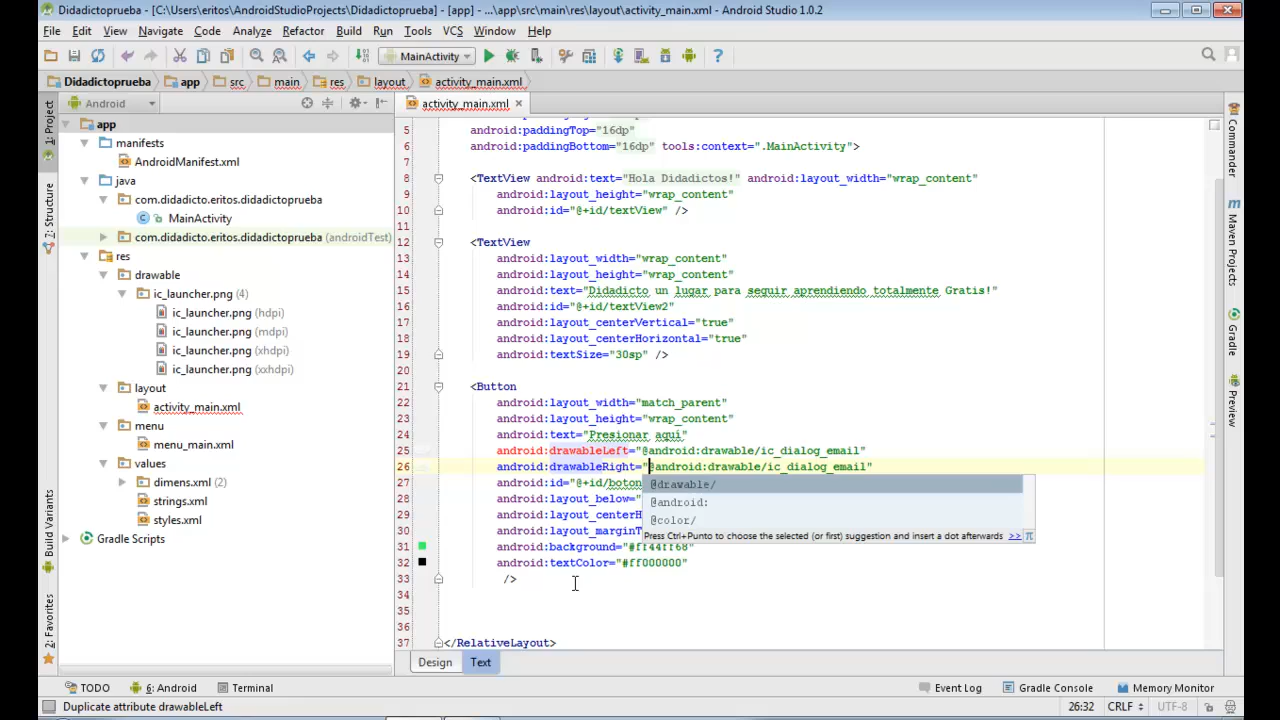 Didadictoprueba - [C:\Users\eritos\AndroidStudioProjects\Didadictoprueba] - [app] - ...\app\src\main\res\layout\activity_main.xml - Android Studio 1.0.2
File Edit View Navigate Code Analyze Refactor Build Run Tools VCS Window Help
MainActivity
Didadictoprueba app src main res layout activity_main.xml
1: Project
7: Structure
Build Variants
2: Favorites
Android
app
manifests
AndroidManifest.xml
java
com.didadicto.eritos.didadictoprueba
MainActivity
com.didadicto.eritos.didadictoprueba (androidTest)
res
drawable
ic_launcher.png (4)
ic_launcher.png (hdpi)
ic_launcher.png (mdpi)
ic_launcher.png (xhdpi)
ic_launcher.png (xxhdpi)
layout
activity_main.xml
menu
menu_main.xml
values
dimens.xml (2)
strings.xml
styles.xml
Gradle Scripts
activity_main.xml
5 android:paddingTop="16dp"
6 android:paddingBottom="16dp" tools:context=".MainActivity">
7
8 <TextView android:text="Hola Didadictos!" android:layout_width="wrap_content"
9 android:layout_height="wrap_content"
10 android:id="@+id/textView" />
11
12 <TextView
13 android:layout_width="wrap_content"
14 android:layout_height="wrap_content"
15 android:text="Didadicto un lugar para seguir aprendiendo totalmente Gratis!"
16 android:id="@+id/textView2"
17 android:layout_centerVertical="true"
18 android:layout_centerHorizontal="true"
19 android:textSize="30sp" />
20
21 <Button
22 android:layout_width="match_parent"
23 android:layout_height="wrap_content"
24 android:text="Presionar aqui"
25 android:drawableLeft="@android:drawable/ic_dialog_email"
26 android:drawableRight="@android:drawable/ic_dialog_email"
27 android:id="@+id/boton
28 android:layout_below="
29 android:layout_centerH
30 android:layout_marginT
31 android:background="#ff44ff68"
32 android:textColor="#ff000000"
33 />
34
35
36
37 </RelativeLayout>
@drawable/
@android:
@color/
Press Ctrl+Punto to choose the selected (or first) suggestion and insert a dot afterwards >>
Design Text
Commander
Maven Projects
Gradle
Preview
TODO 6: Android Terminal Event Log Gradle Console Memory Monitor
Duplicate attribute drawableLeft 26:32 CRLF UTF-8